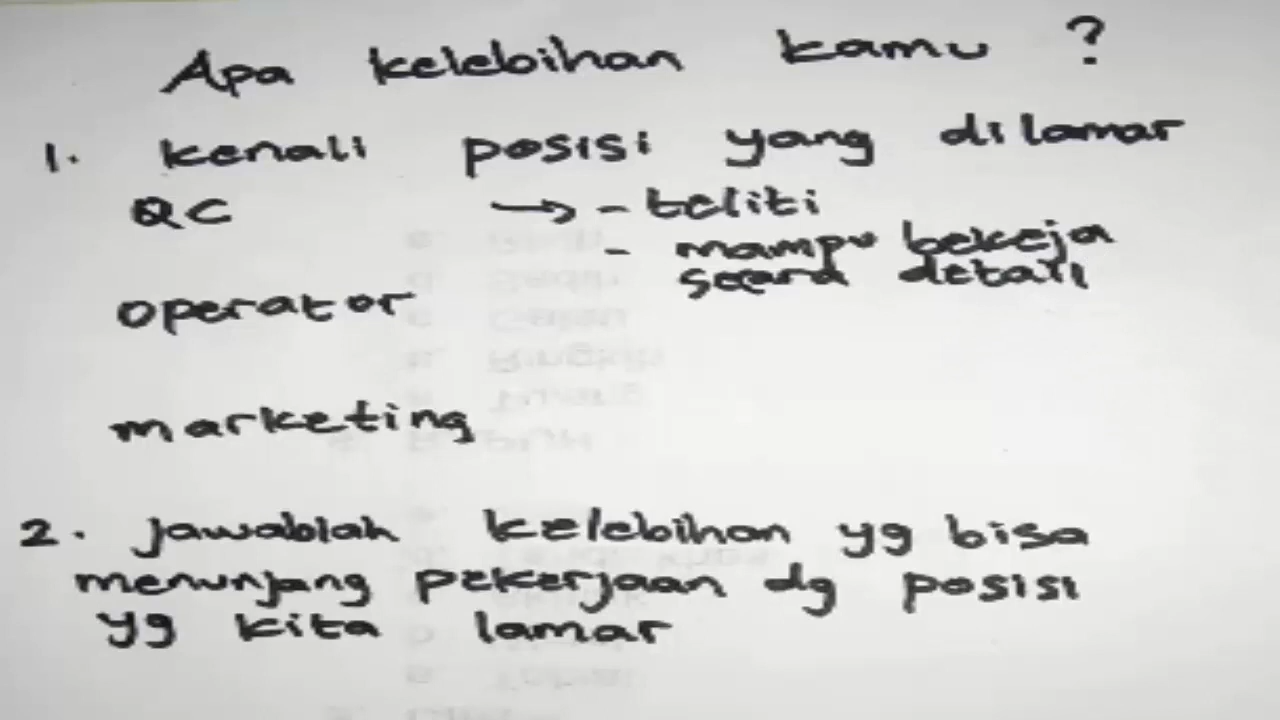 Apa kelebihan kamu ?
1. kenali posisi yang dilamar
QC → - teliti
- mampu bekeja
secara detail
operator
marketing
2. jawablah kelebihan yg bisa
menunjang pekerjaan dg posisi
yg kita lamar